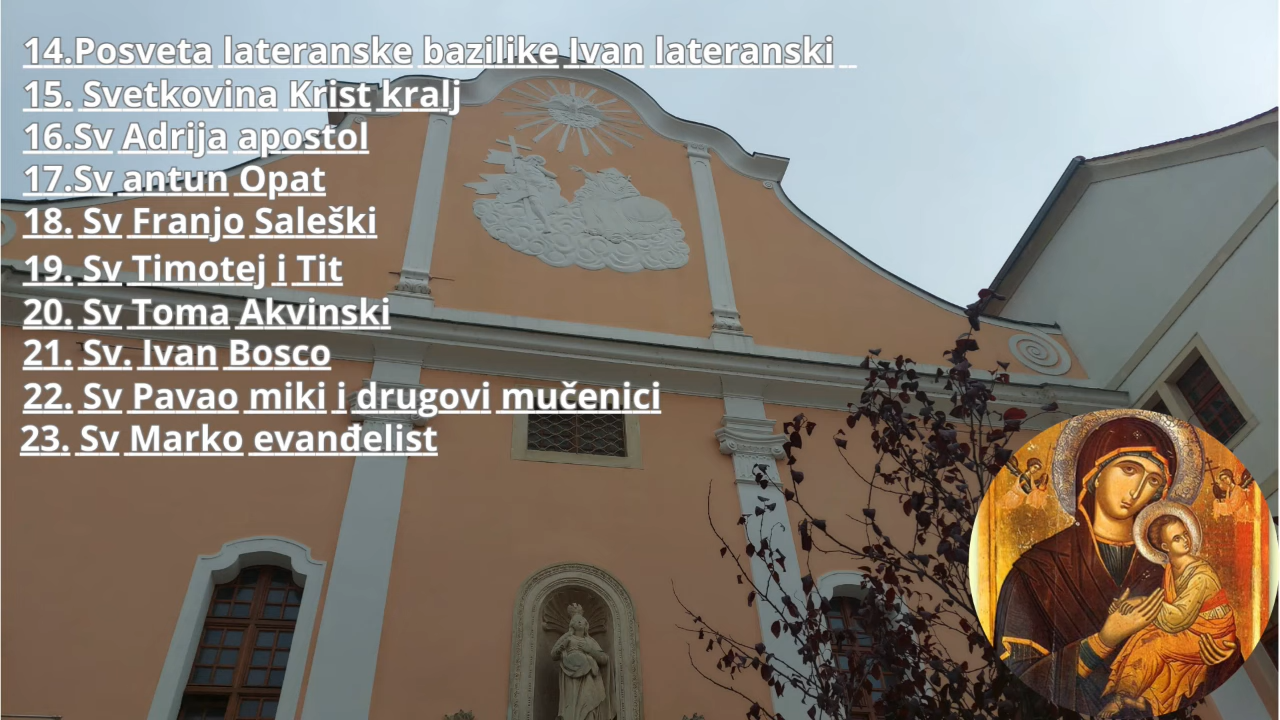 14.Posveta lateranske bazilike Ivan lateranski
15. Svetkovina Krist kralj
16.Sv Adrija apostol
17.Sv antun Opat
18. Sv Franjo Saleški
19. Sv Timotej i Tit
20. Sv Toma Akvinski
21. Sv. Ivan Bosco
22. Sv Pavao miki i drugovi mučenici
23. Sv Marko evanđelist